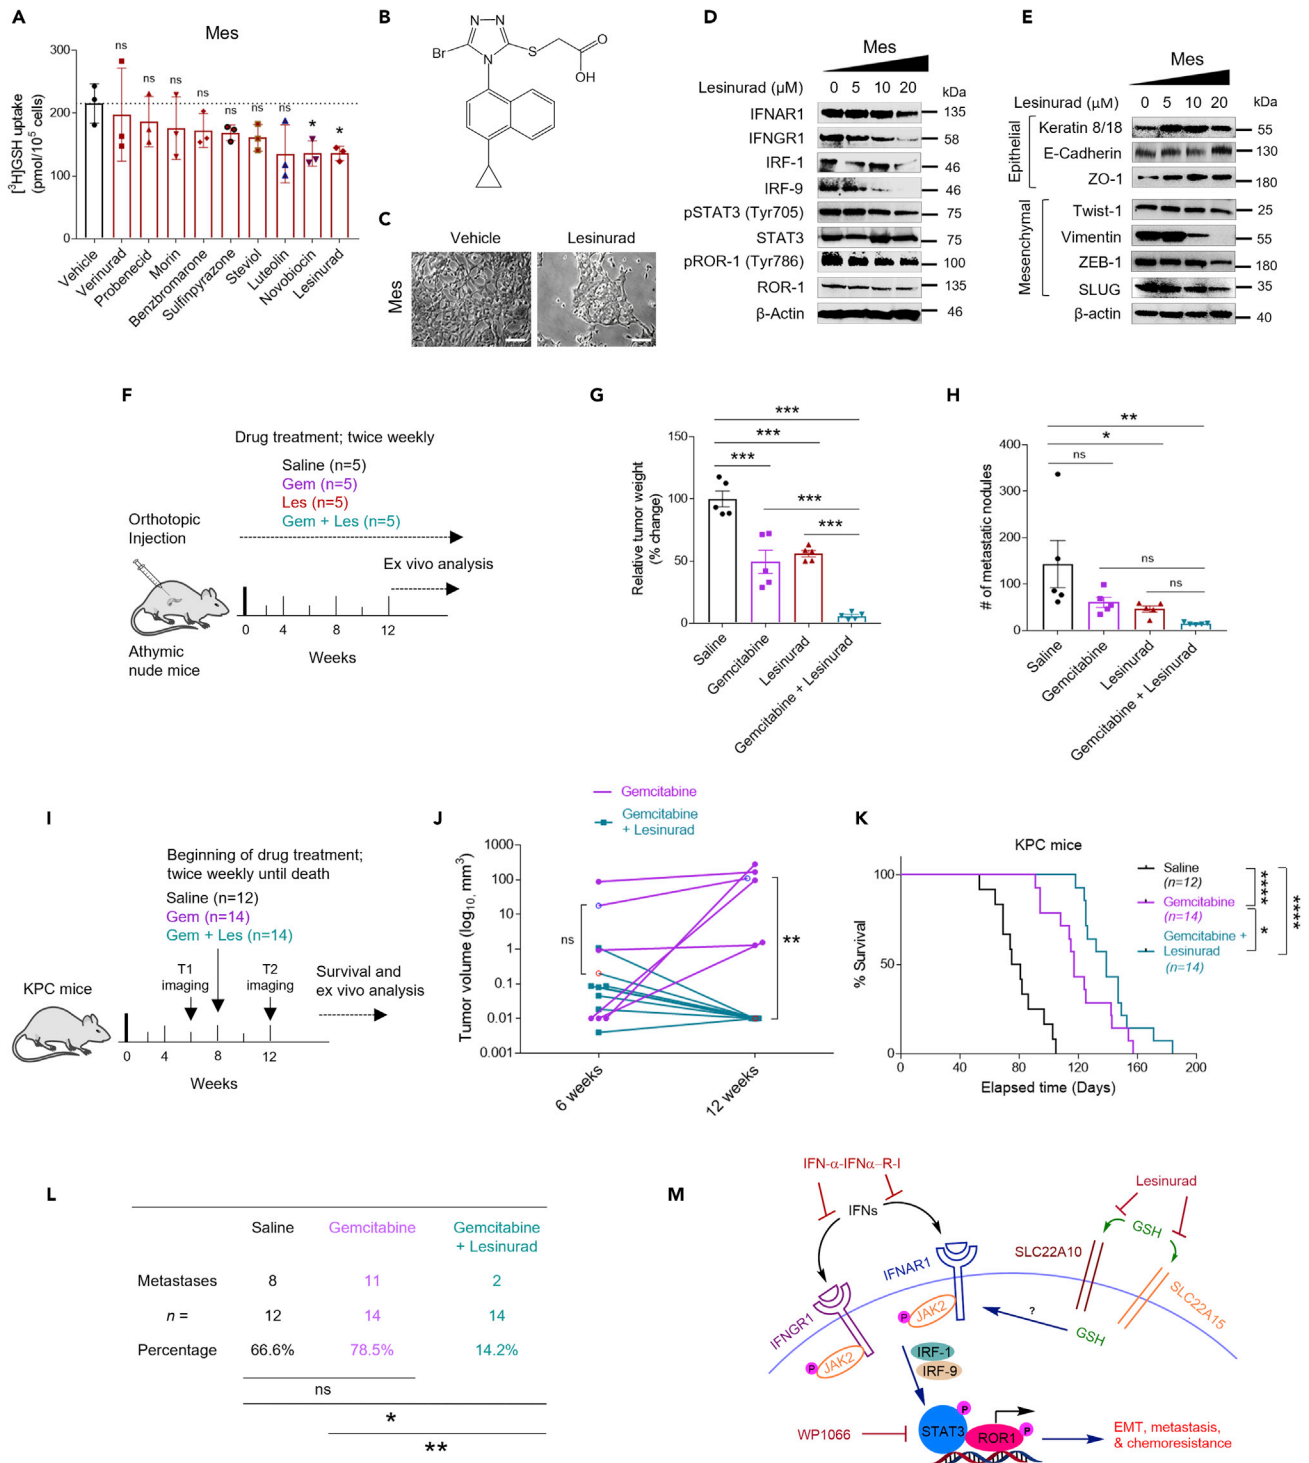 A
Mes
[³H]GSH uptake
(pmol/10⁵ cells)
300
200
100
0
ns
ns
ns
ns
ns
ns
ns
*
*
Vehicle
Verinurad
Probenecid
Morin
Benzbromarone
Sulfinpyrazone
Steviol
Luteolin
Novobiocin
Lesinurad
B
N
N
Br
N
S
O
OH
C
Vehicle
Lesinurad
Mes
D
Mes
Lesinurad (µM)
0 5 10 20
kDa
IFNAR1 135
IFNGR1 58
IRF-1 46
IRF-9 46
pSTAT3 (Tyr705) 75
STAT3 75
pROR-1 (Tyr786) 100
ROR-1 135
β-Actin 46
E
Mes
Lesinurad (µM) 0 5 10 20
kDa
Epithelial
Keratin 8/18 55
E-Cadherin 130
ZO-1 180
Mesenchymal
Twist-1 25
Vimentin 55
ZEB-1 180
SLUG 35
β-actin 40
F
Drug treatment; twice weekly
Saline (n=5)
Gem (n=5)
Les (n=5)
Gem + Les (n=5)
Orthotopic
Injection
Ex vivo analysis
0 4 8 12
Weeks
Athymic
nude mice
G
Relative tumor weight
(% change)
150
100
50
0
***
***
***
***
***
Saline
Gemcitabine
Lesinurad
Gemcitabine + Lesinurad
H
# of metastatic nodules
400
300
200
100
0
**
*
ns
ns
ns
Saline
Gemcitabine
Lesinurad
Gemcitabine + Lesinurad
I
Beginning of drug treatment;
twice weekly until death
Saline (n=12)
Gem (n=14)
Gem + Les (n=14)
T1
imaging
T2
imaging
Survival and
ex vivo analysis
KPC mice
0 4 8 12
Weeks
J
Gemcitabine
Gemcitabine
+ Lesinurad
Tumor volume (log₁₀, mm³)
1000
100
10
1
0.1
0.01
0.001
ns
**
6 weeks
12 weeks
K
KPC mice
% Survival
100
50
0
0 40 80 120 160 200
Elapsed time (Days)
Saline
(n=12)
Gemcitabine
(n=14)
Gemcitabine +
Lesinurad
(n=14)
****
*
****
L
Saline Gemcitabine Gemcitabine
+ Lesinurad
Metastases 8 11 2
n = 12 14 14
Percentage 66.6% 78.5% 14.2%
ns
*
**
M
IFN-α-IFNα–R-I
IFNs
Lesinurad
GSH
SLC22A10
SLC22A15
IFNAR1
IFNGR1
P
JAK2
P
JAK2
?
GSH
IRF-1
IRF-9
P
STAT3
ROR1
P
WP1066
EMT, metastasis,
& chemoresistance